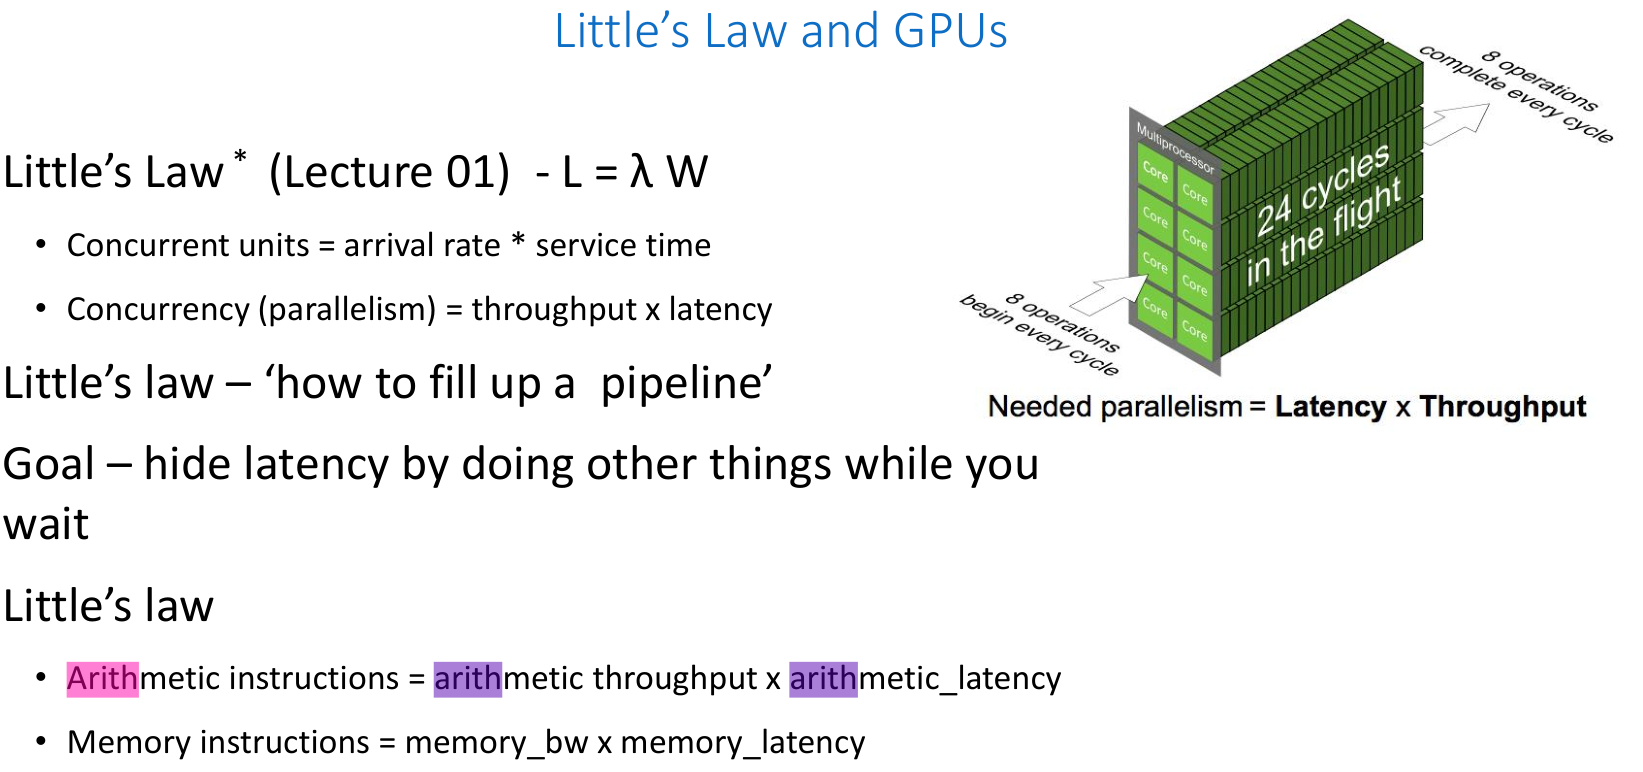 Little’s Law and GPUs
Little’s Law * (Lecture 01) - L = λ W
• Concurrent units = arrival rate * service time
• Concurrency (parallelism) = throughput x latency
Little’s law – ‘how to fill up a pipeline’
Goal – hide latency by doing other things while you
wait
Little’s law
• Arithmetic instructions = arithmetic throughput x arithmetic_latency
• Memory instructions = memory_bw x memory_latency
8 operations
complete every cycle
Multiprocessor
Core
Core
Core
Core
Core
Core
Core
Core
24 cycles
in the flight
8 operations
begin every cycle
Needed parallelism = Latency x Throughput